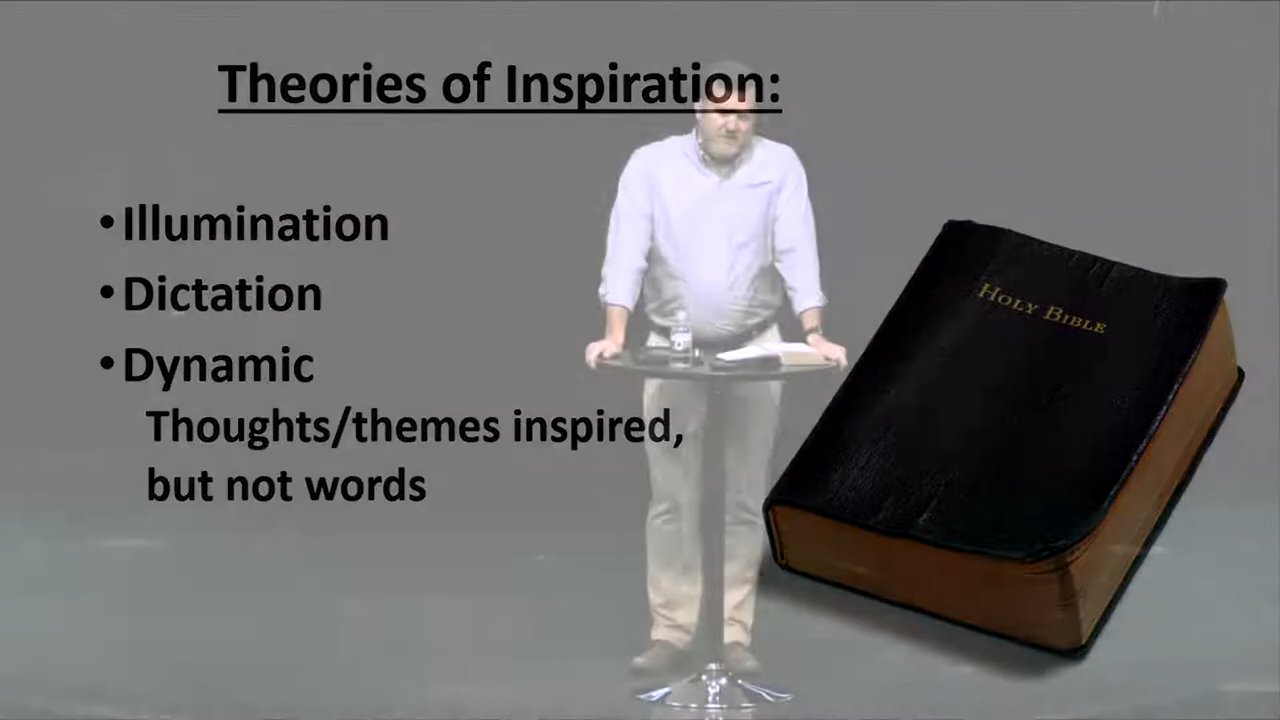 Theories of Inspiration:
•Illumination
•Dictation
•Dynamic
Thoughts/themes inspired,
but not words
HOLY BIBLE